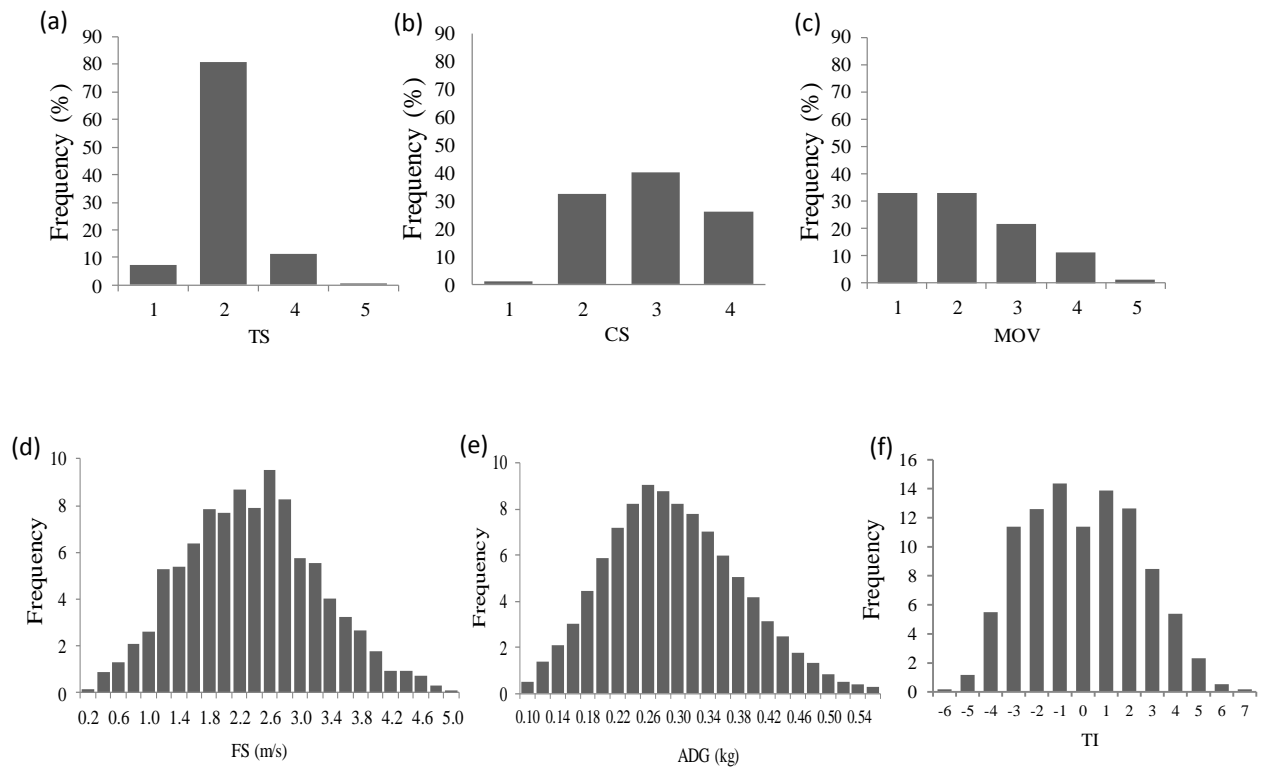 (a)
90
80
70
60
50
40
30
20
10
0
Frequency (%)
1 2 4 5
TS
(b)
90
80
70
60
50
40
30
20
10
0
Frequency (%)
1 2 3 4
CS
(c)
90
80
70
60
50
40
30
20
10
0
Frequency (%)
1 2 3 4 5
MOV
(d)
10
8
6
4
2
0
Frequency
0.2 0.6 1.0 1.4 1.8 2.2 2.6 3.0 3.4 3.8 4.2 4.6 5.0
FS (m/s)
(e)
10
8
6
4
2
0
Frequency
0.10 0.14 0.18 0.22 0.26 0.30 0.34 0.38 0.42 0.46 0.50 0.54
ADG (kg)
(f)
16
14
12
10
8
6
4
2
0
Frequency
-6 -5 -4 -3 -2 -1 0 1 2 3 4 5 6 7
TI